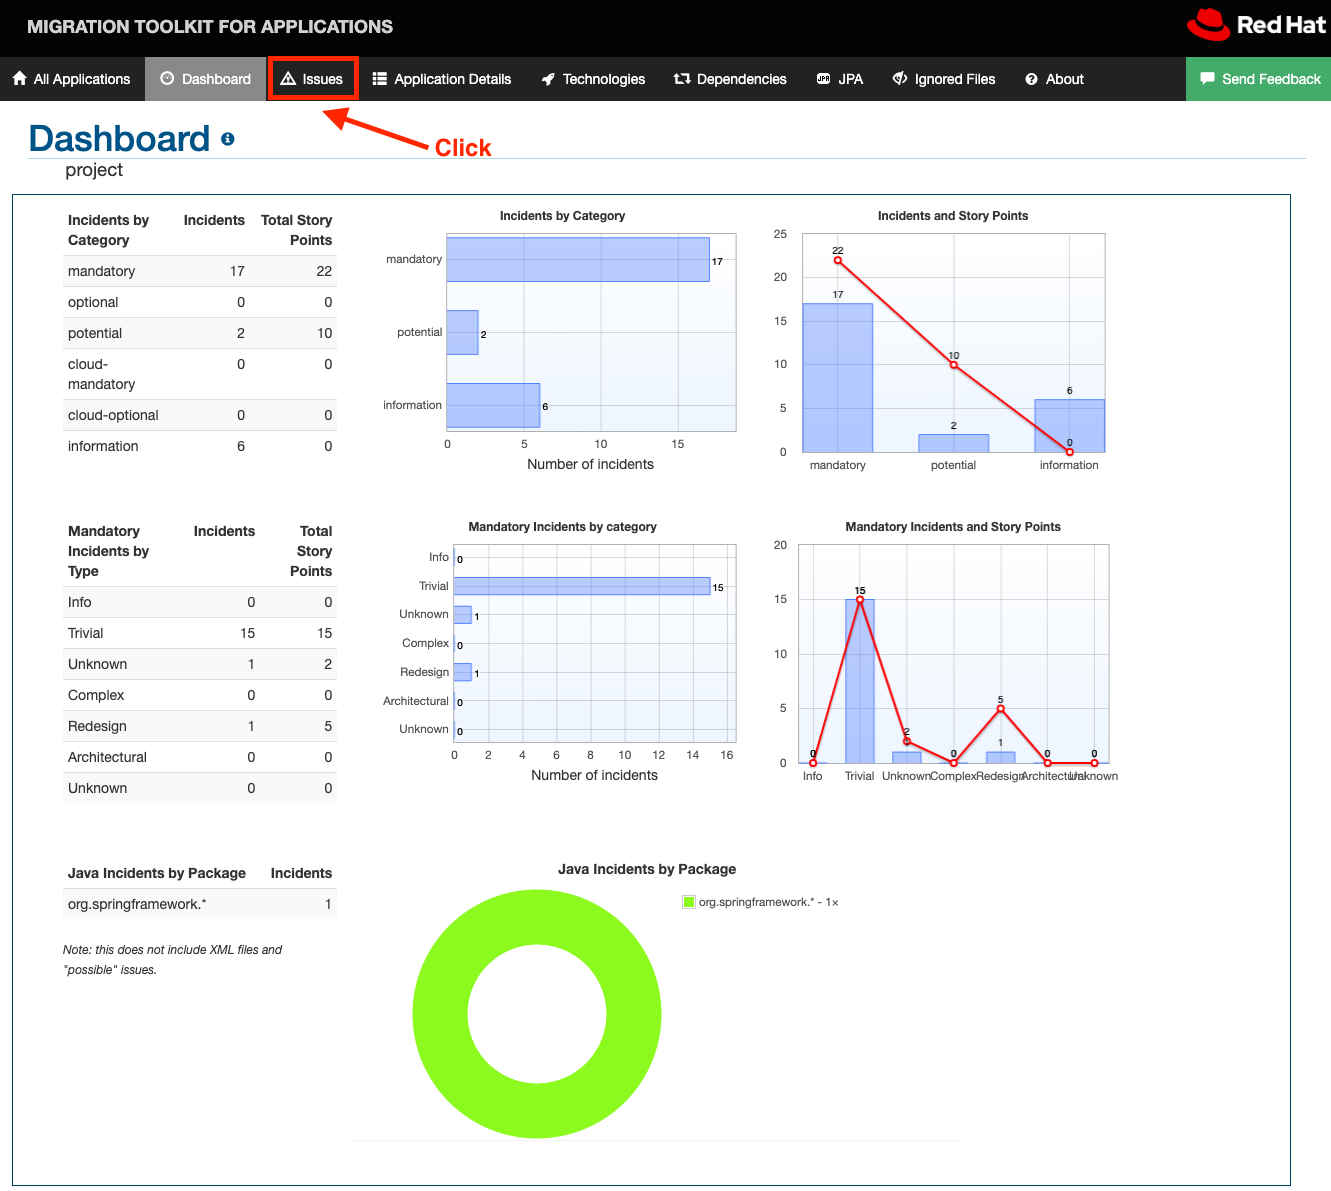 MIGRATION TOOLKIT FOR APPLICATIONS
Red Hat
All Applications
Dashboard
Issues
Application Details
Technologies
Dependencies
JPA
JPA
Ignored Files
About
Send Feedback
Click
Dashboard
project
Incidents by Category Incidents Total Story Points
mandatory 17 22
optional 0 0
potential 2 10
cloud-mandatory 0 0
cloud-optional 0 0
information 6 0
Incidents by Category
mandatory 17
potential 2
information 6
0 5 10 15
Number of incidents
Incidents and Story Points
25
20
15
10
5
0
22
17
10
2
6
0
mandatory potential information
Mandatory Incidents by Type Incidents Total Story Points
Info 0 0
Trivial 15 15
Unknown 1 2
Complex 0 0
Redesign 1 5
Architectural 0 0
Unknown 0 0
Mandatory Incidents by category
Info 0
Trivial 15
Unknown 1
Complex 0
Redesign 1
Architectural 0
Unknown 0
0 2 4 6 8 10 12 14 16
Number of incidents
Mandatory Incidents and Story Points
20
15
10
5
0
0
15
2
1
0
5
1
0
0
Info Trivial Unknown Complex Redesign Architectural Unknown
Java Incidents by Package Incidents
org.springframework.* 1
Note: this does not include XML files and
"possible" issues.
Java Incidents by Package
org.springframework.* - 1×